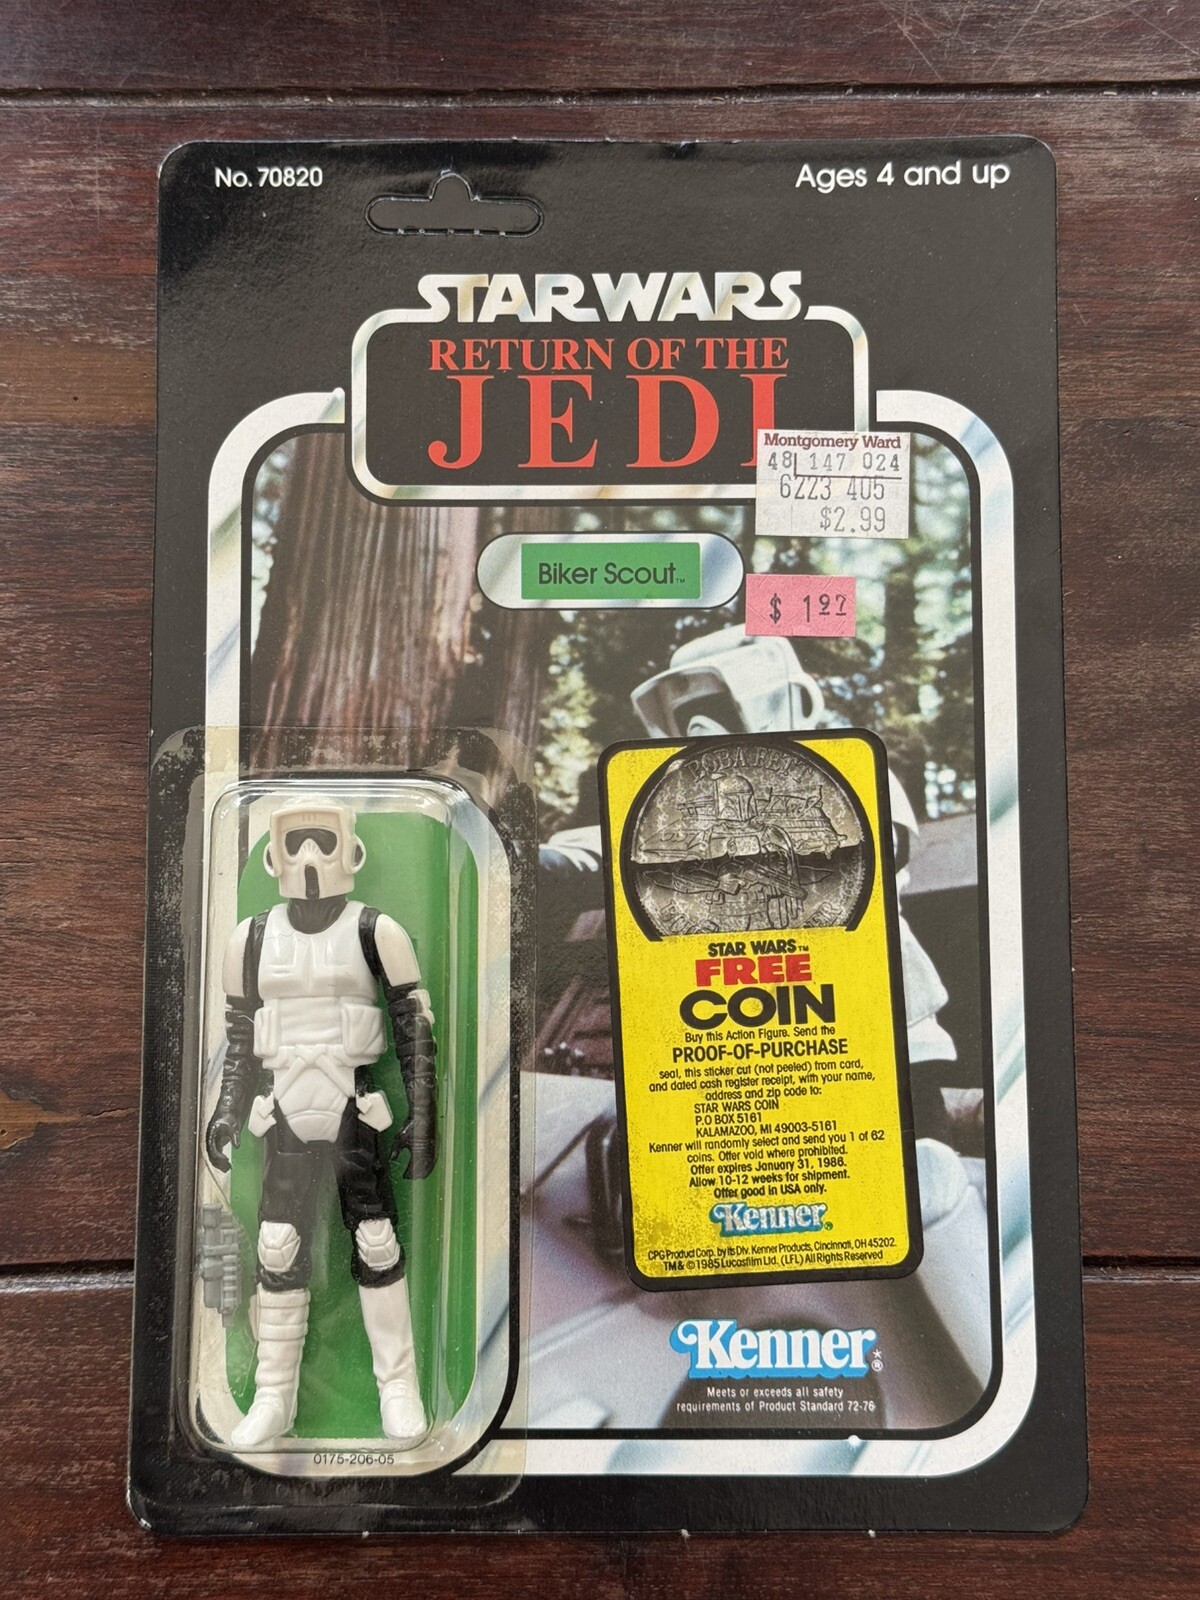 No. 70820
Ages 4 and up
STAR WARS
RETURN OF THE
JEDI
Montgomery Ward
48 147 024
6223 405
$2.99
Biker Scout™
$ 1 97
BOBA FETT
STAR WARS™
FREE
COIN
Buy this Action Figure. Send the
PROOF-OF-PURCHASE
seal, this sticker cut (not peeled) from card,
and dated cash register receipt, with your name,
address and zip code to:
STAR WARS COIN
P.O BOX 5161
KALAMAZOO, MI 49003-5161
Kenner will randomly select and send you 1 of 62
coins. Offer void where prohibited.
Offer expires January 31, 1986.
Allow 10-12 weeks for shipment.
Offer good in USA only.
Kenner®
CPG Product Corp. by its Div. Kenner Products, Cincinnati, OH 45202.
TM & © 1985 Lucasfilm Ltd. (LFL) All Rights Reserved
Kenner®
Meets or exceeds all safety
requirements of Product Standard 72-76
0175-206-05